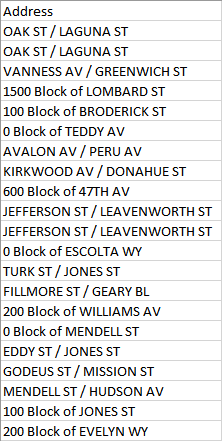 Address
OAK ST / LAGUNA ST
OAK ST / LAGUNA ST
VANNESS AV / GREENWICH ST
1500 Block of LOMBARD ST
100 Block of BRODERICK ST
0 Block of TEDDY AV
AVALON AV / PERU AV
KIRKWOOD AV / DONAHUE ST
600 Block of 47TH AV
JEFFERSON ST / LEAVENWORTH ST
JEFFERSON ST / LEAVENWORTH ST
0 Block of ESCOLTA WY
TURK ST / JONES ST
FILLMORE ST / GEARY BL
200 Block of WILLIAMS AV
0 Block of MENDELL ST
EDDY ST / JONES ST
GODEUS ST / MISSION ST
MENDELL ST / HUDSON AV
100 Block of JONES ST
200 Block of EVELYN WY